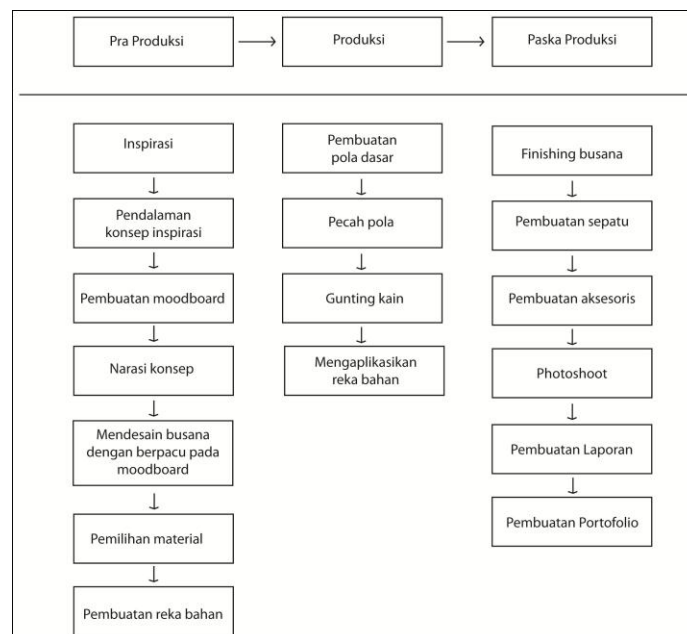 Pra Produksi
Produksi
Paska Produksi
Inspirasi
Pendalaman
konsep inspirasi
Pembuatan moodboard
Narasi konsep
Mendesain busana
dengan berpacu pada
moodboard
Pemilihan material
Pembuatan reka bahan
Pembuatan
pola dasar
Pecah pola
Gunting kain
Mengaplikasikan
reka bahan
Finishing busana
Pembuatan sepatu
Pembuatan aksesoris
Photoshoot
Pembuatan Laporan
Pembuatan Portofolio